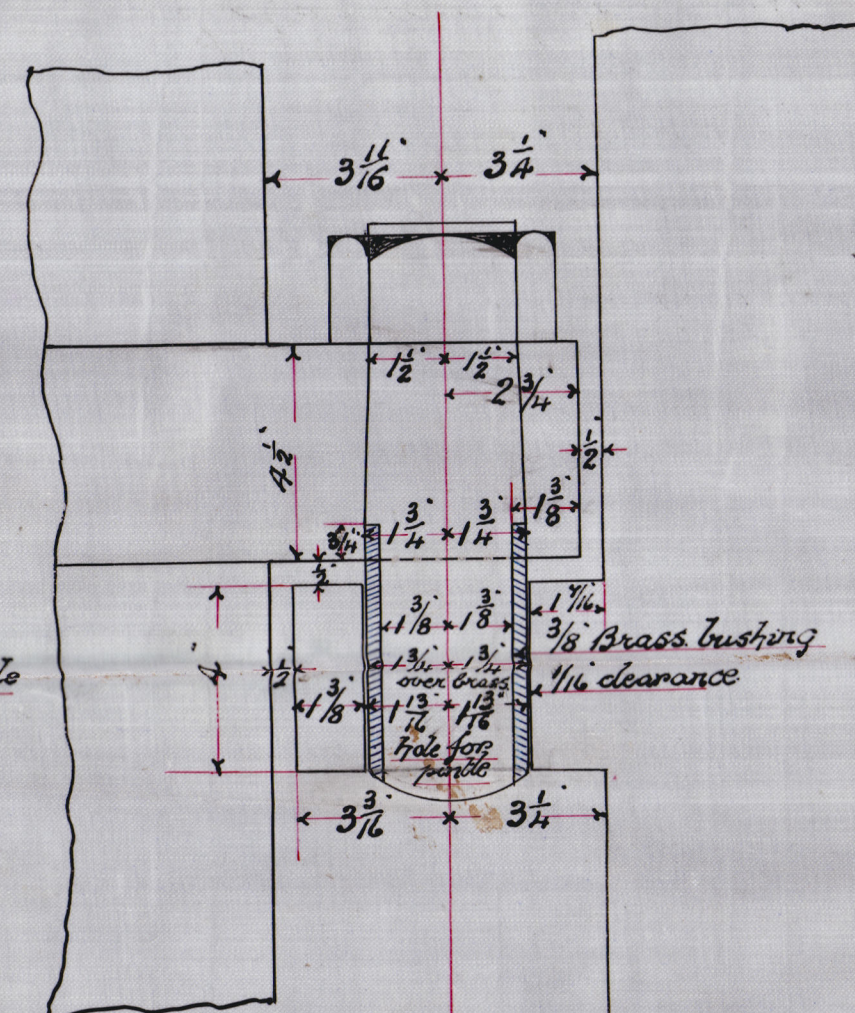 3 11/16" 3 1/4"
1 1/2" 1 1/2"
2 3/4"
4 1/2" 1/2"
1 3/8"
3/4" 1 3/4" 1 3/4"
1/2"
1 3/8" 1 3/8" 1 7/16"
3/8" Brass bushing
4" 1/2" 1 3/4" 1 3/4"
over brass 1/16 clearance
1 3/8" 1 13/16" 1 13/16"
hole for
pintle
3 3/16" 3 1/4"